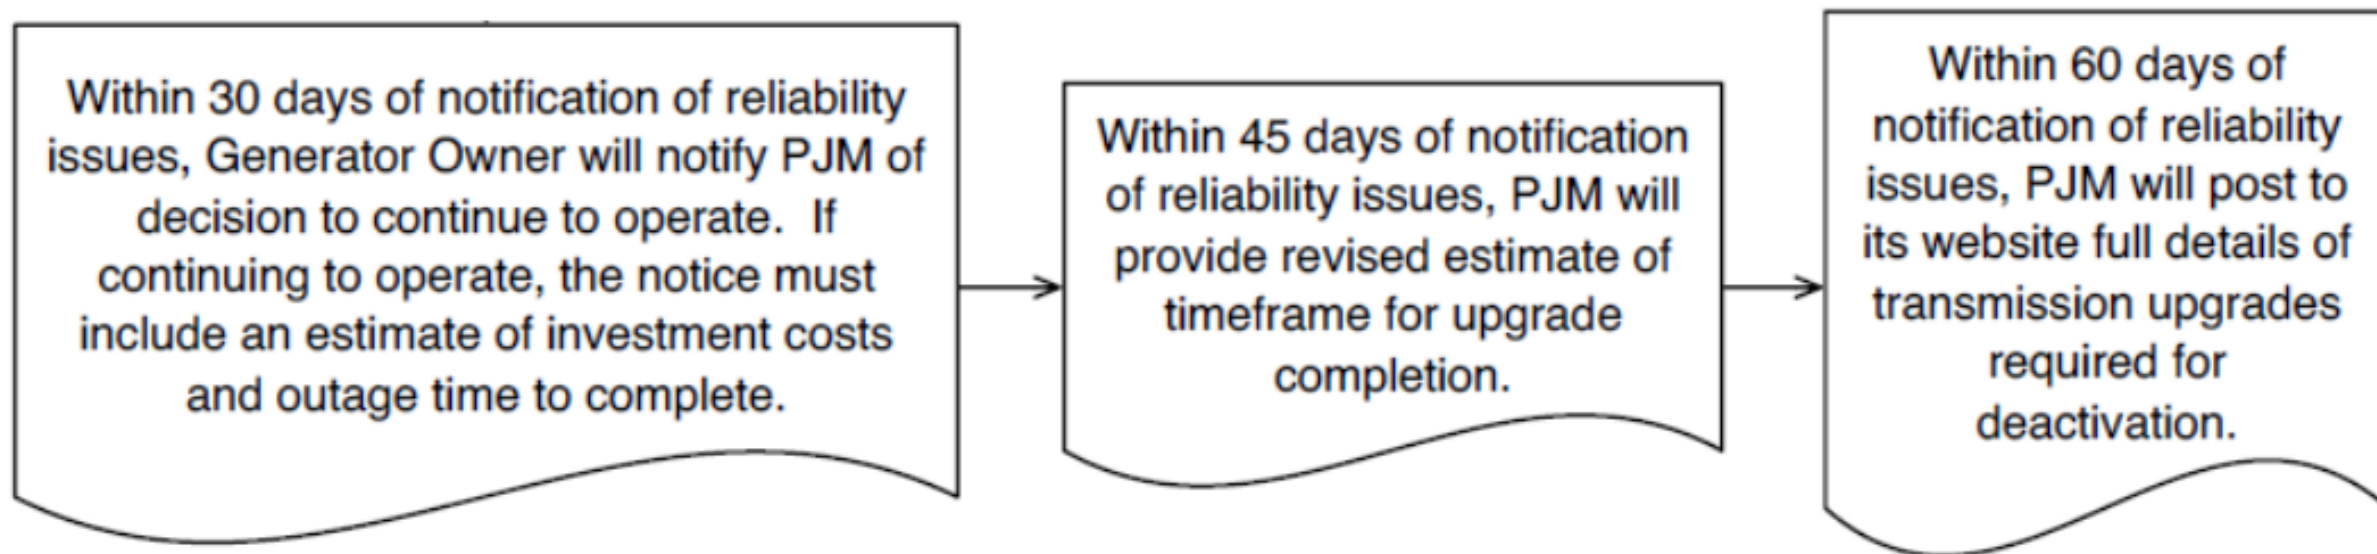 Within 30 days of notification of reliability
issues, Generator Owner will notify PJM of
decision to continue to operate.  If
continuing to operate, the notice must
include an estimate of investment costs
and outage time to complete.
Within 45 days of notification
of reliability issues, PJM will
provide revised estimate of
timeframe for upgrade
completion.
Within 60 days of
notification of reliability
issues, PJM will post to
its website full details of
transmission upgrades
required for
deactivation.